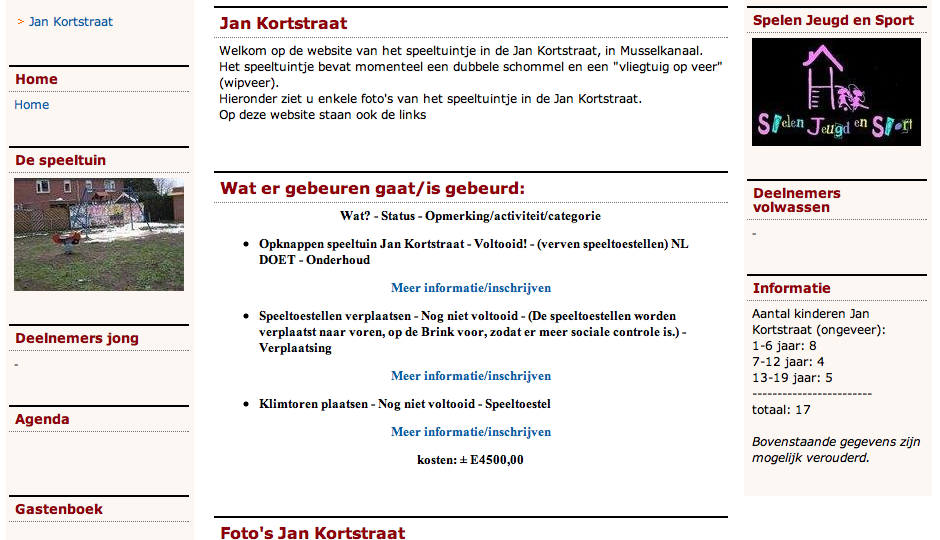 > Jan Kortstraat
Home
Home
De speeltuin
Deelnemers jong
-
Agenda
Gastenboek
Jan Kortstraat
Welkom op de website van het speeltuintje in de Jan Kortstraat, in Musselkanaal.
Het speeltuintje bevat momenteel een dubbele schommel en een "vliegtuig op veer"
(wipveer).
Hieronder ziet u enkele foto's van het speeltuintje in de Jan Kortstraat.
Op deze website staan ook de links
Wat er gebeuren gaat/is gebeurd:
Wat? - Status - Opmerking/activiteit/categorie
• Opknappen speeltuin Jan Kortstraat - Voltooid! - (verven speeltoestellen) NL
DOET - Onderhoud
Meer informatie/inschrijven
• Speeltoestellen verplaatsen - Nog niet voltooid - (De speeltoestellen worden
verplaatst naar voren, op de Brink voor, zodat er meer sociale controle is.) -
Verplaatsing
Meer informatie/inschrijven
• Klimtoren plaatsen - Nog niet voltooid - Speeltoestel
Meer informatie/inschrijven
kosten: ± E4500,00
Foto's Jan Kortstraat
Spelen Jeugd en Sport
Spelen Jeugd en Sport
Deelnemers
volwassen
-
Informatie
Aantal kinderen Jan
Kortstraat (ongeveer):
1-6 jaar: 8
7-12 jaar: 4
13-19 jaar: 5
------------------------
totaal: 17
Bovenstaande gegevens zijn
mogelijk verouderd.